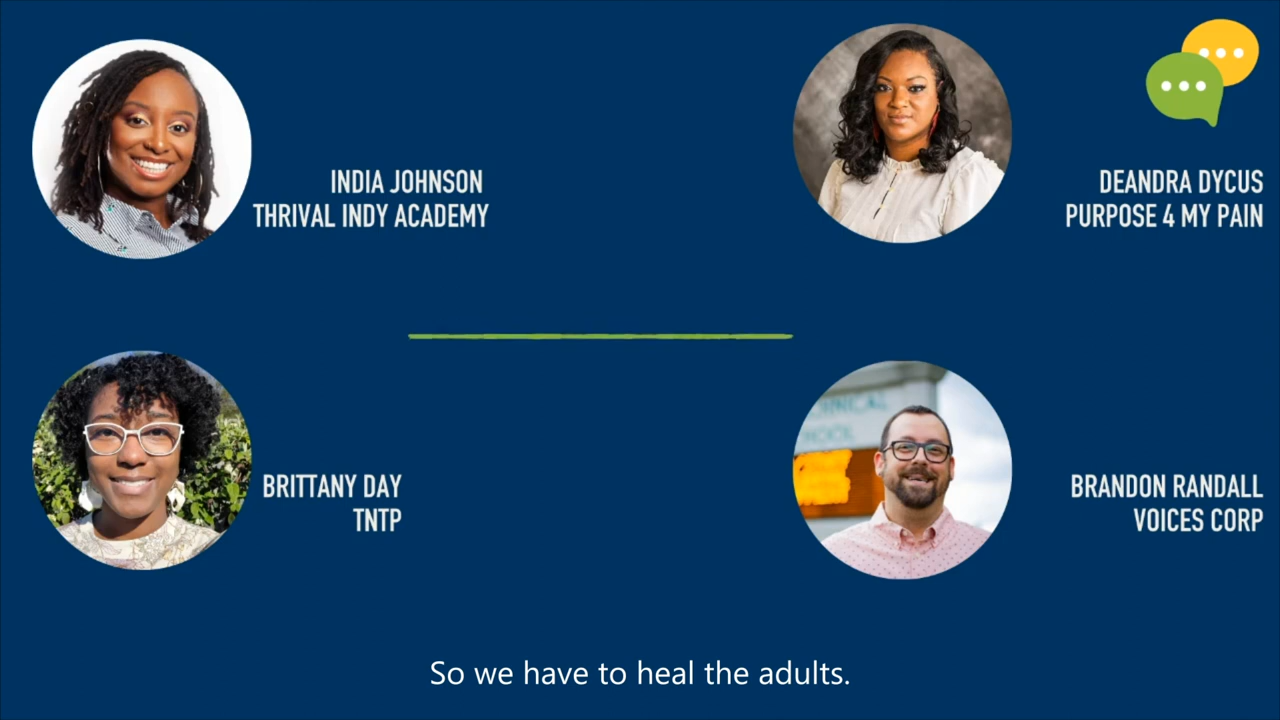 INDIA JOHNSON
THRIVAL INDY ACADEMY
DEANDRA DYCUS
PURPOSE 4 MY PAIN
BRITTANY DAY
TNTP
BRANDON RANDALL
VOICES CORP
So we have to heal the adults.